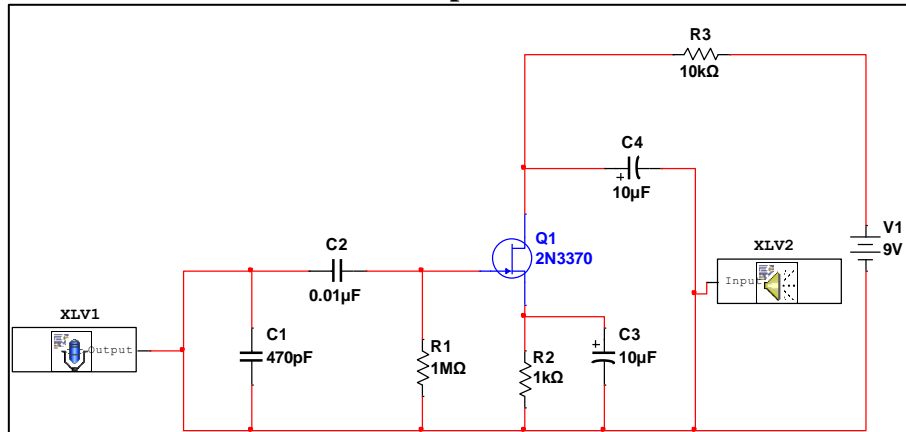 R3
10kΩ
C4
+
10µF
Q1
2N3370
V1
9V
C2
0.01µF
XLV2
Input
XLV1
Output
C1
470pF
R1
1MΩ
R2
1kΩ
C3
+
10µF